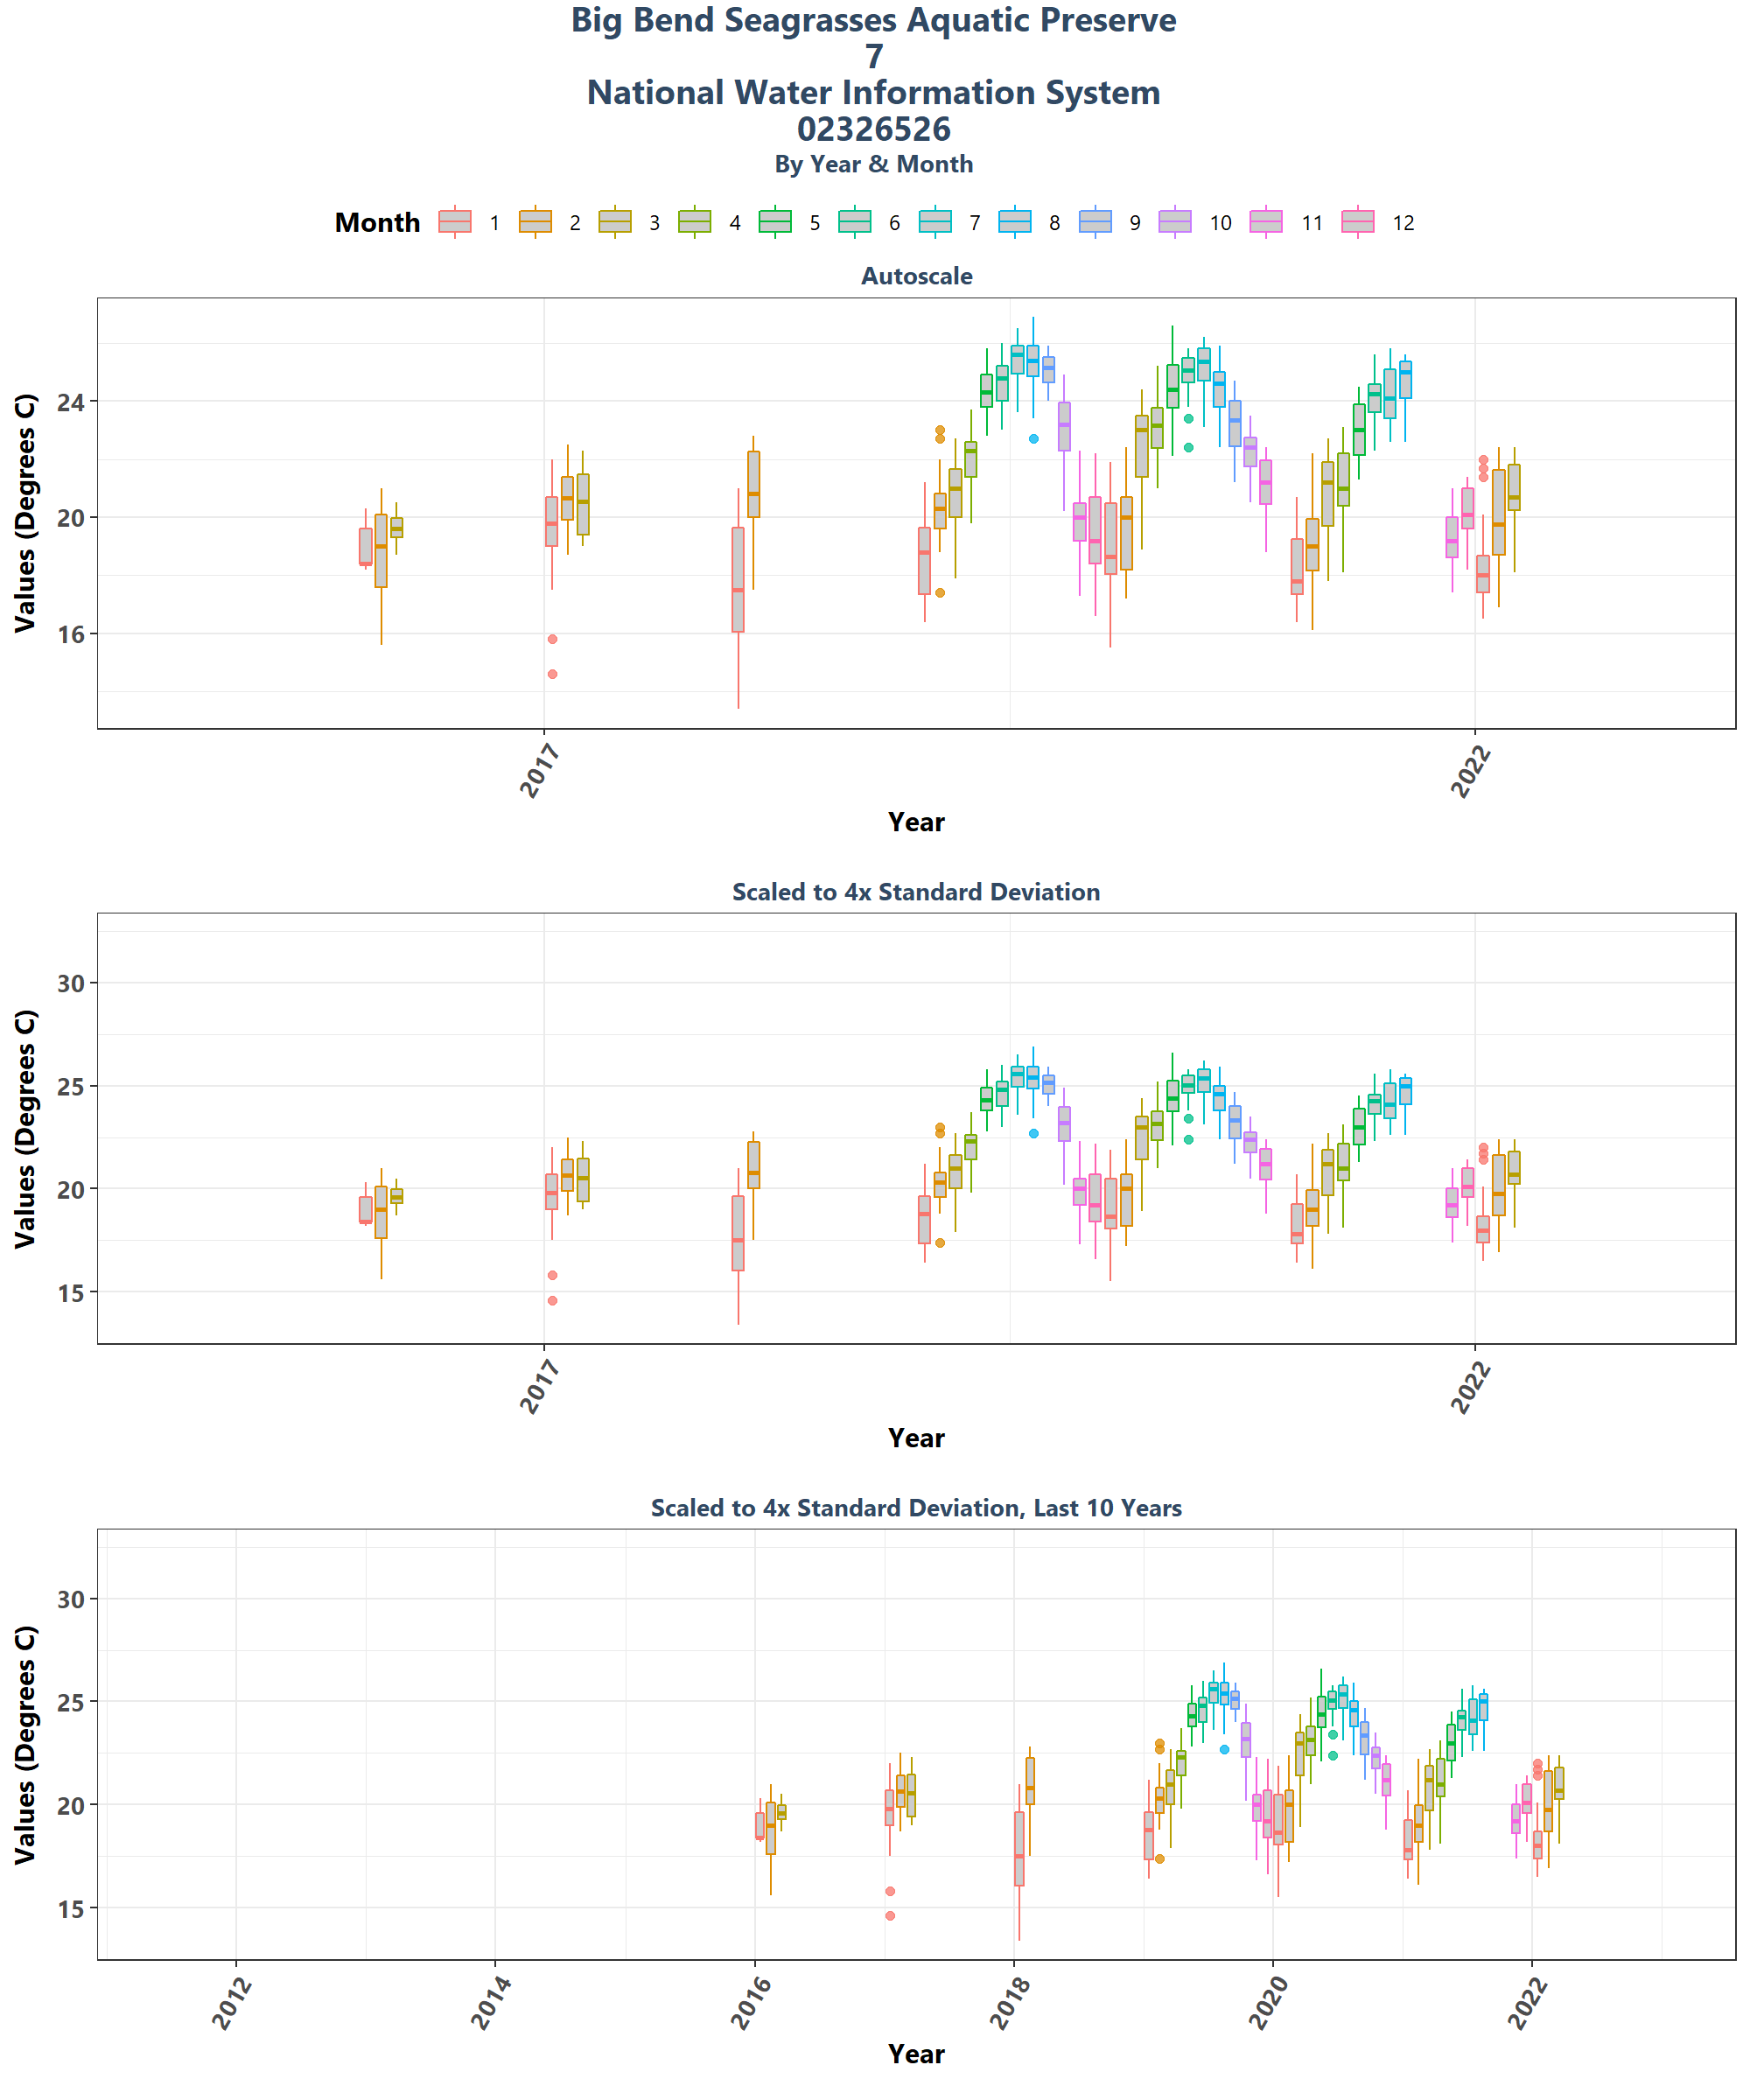 Big Bend Seagrasses Aquatic Preserve
7
National Water Information System
02326526
By Year & Month
Month 1 2 3 4 5 6 7 8 9 10 11 12
Autoscale
Values (Degrees C)
24
20
16
2017 2022
Year
Scaled to 4x Standard Deviation
Values (Degrees C)
30
25
20
15
2017 2022
Year
Scaled to 4x Standard Deviation, Last 10 Years
Values (Degrees C)
30
25
20
15
2012 2014 2016 2018 2020 2022
Year